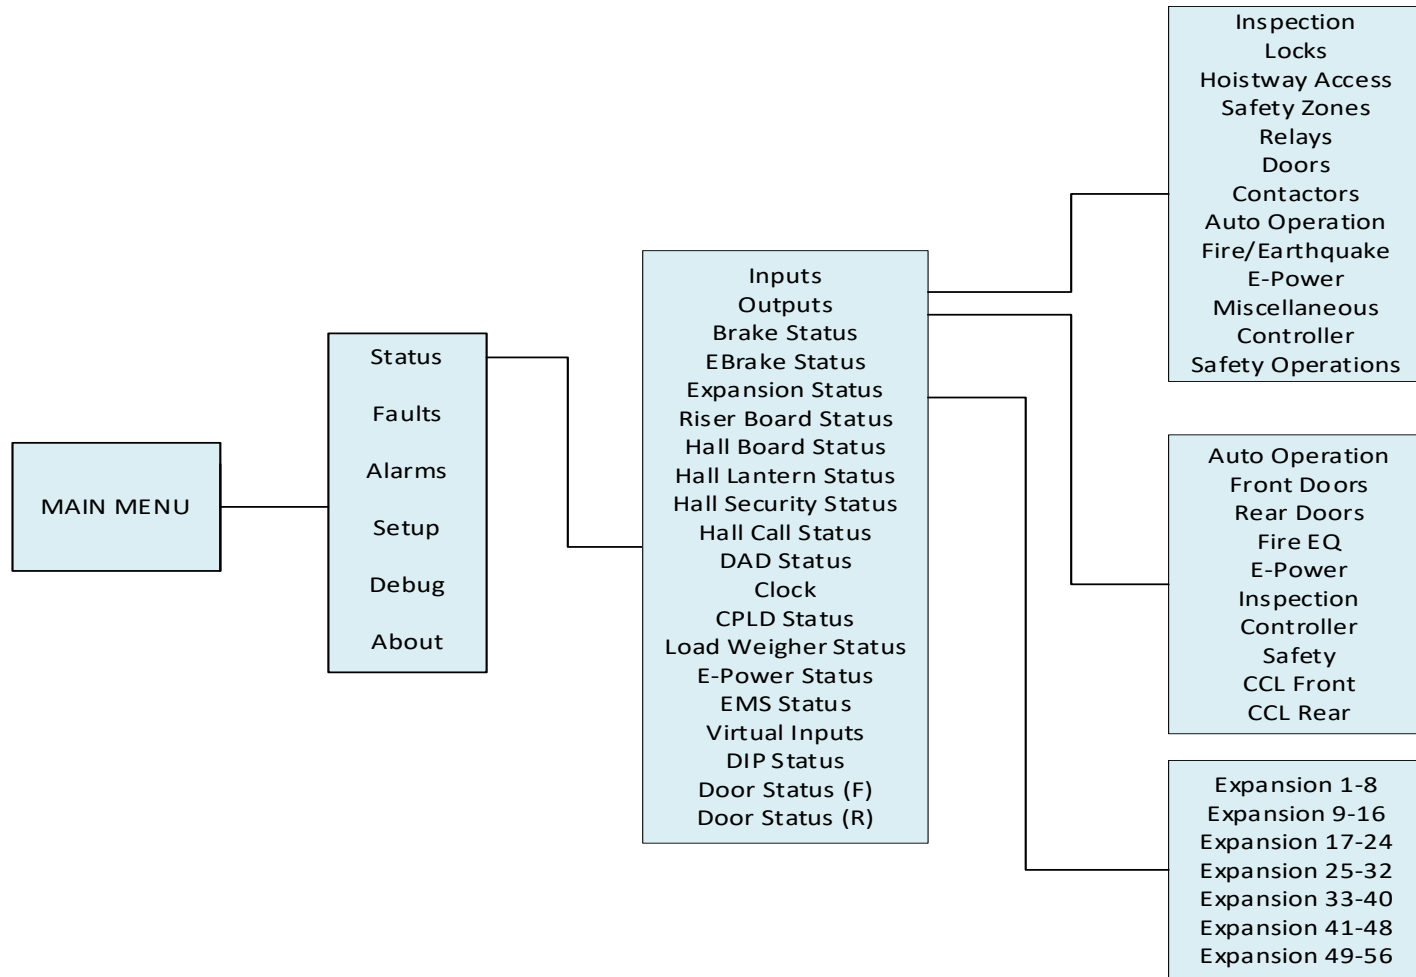 MAIN MENU
Status
Faults
Alarms
Setup
Debug
About
Inputs
Outputs
Brake Status
EBrake Status
Expansion Status
Riser Board Status
Hall Board Status
Hall Lantern Status
Hall Security Status
Hall Call Status
DAD Status
Clock
CPLD Status
Load Weigher Status
E-Power Status
EMS Status
Virtual Inputs
DIP Status
Door Status (F)
Door Status (R)
Inspection
Locks
Hoistway Access
Safety Zones
Relays
Doors
Contactors
Auto Operation
Fire/Earthquake
E-Power
Miscellaneous
Controller
Safety Operations
Auto Operation
Front Doors
Rear Doors
Fire EQ
E-Power
Inspection
Controller
Safety
CCL Front
CCL Rear
Expansion 1-8
Expansion 9-16
Expansion 17-24
Expansion 25-32
Expansion 33-40
Expansion 41-48
Expansion 49-56